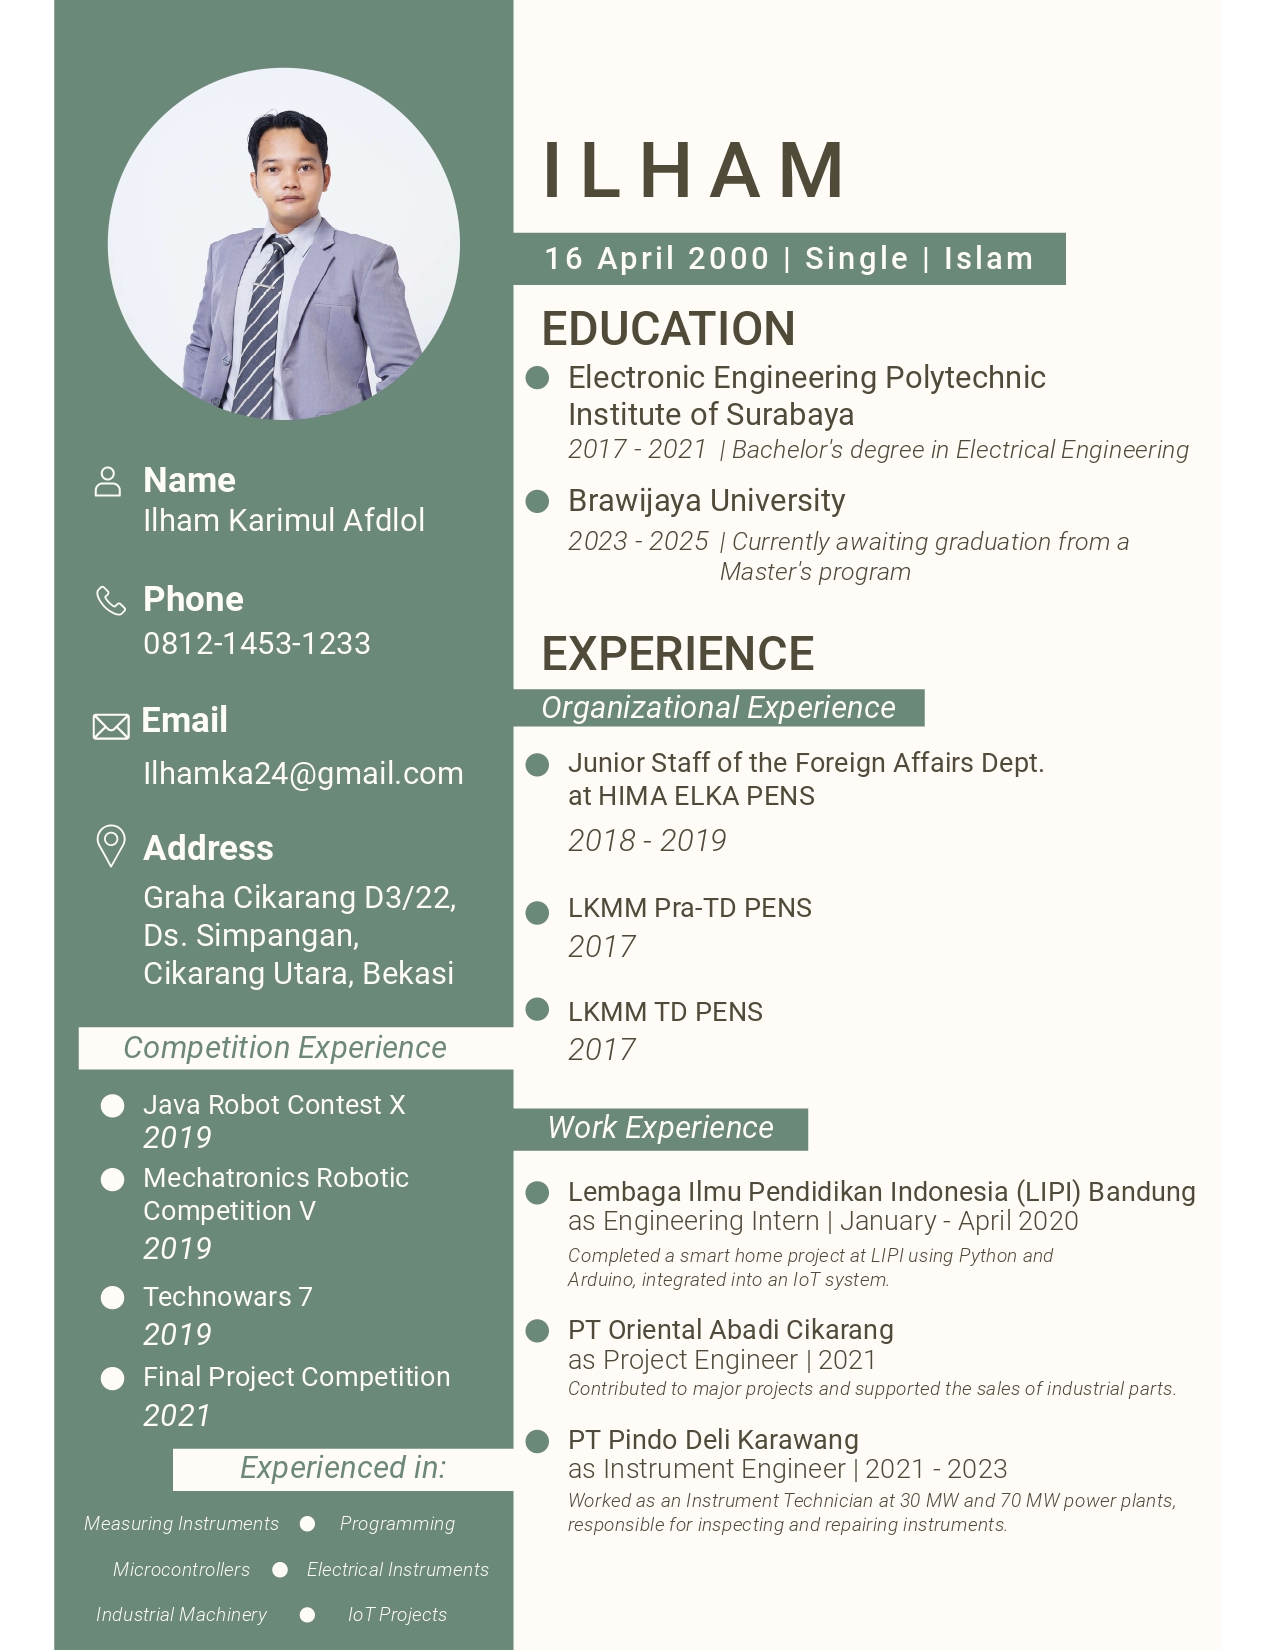 ILHAM
16 April 2000 | Single | Islam
Name
Ilham Karimul Afdlol
Phone
0812-1453-1233
Email
Ilhamka24@gmail.com
Address
Graha Cikarang D3/22,
Ds. Simpangan,
Cikarang Utara, Bekasi
Competition Experience
Java Robot Contest X
2019
Mechatronics Robotic
Competition V
2019
Technowars 7
2019
Final Project Competition
2021
Experienced in:
Measuring Instruments Programming
Microcontrollers Electrical Instruments
Industrial Machinery IoT Projects
EDUCATION
Electronic Engineering Polytechnic
Institute of Surabaya
2017 - 2021 | Bachelor's degree in Electrical Engineering
Brawijaya University
2023 - 2025 | Currently awaiting graduation from a
Master's program
EXPERIENCE
Organizational Experience
Junior Staff of the Foreign Affairs Dept.
at HIMA ELKA PENS
2018 - 2019
LKMM Pra-TD PENS
2017
LKMM TD PENS
2017
Work Experience
Lembaga Ilmu Pendidikan Indonesia (LIPI) Bandung
as Engineering Intern | January - April 2020
Completed a smart home project at LIPI using Python and
Arduino, integrated into an IoT system.
PT Oriental Abadi Cikarang
as Project Engineer | 2021
Contributed to major projects and supported the sales of industrial parts.
PT Pindo Deli Karawang
as Instrument Engineer | 2021 - 2023
Worked as an Instrument Technician at 30 MW and 70 MW power plants,
responsible for inspecting and repairing instruments.